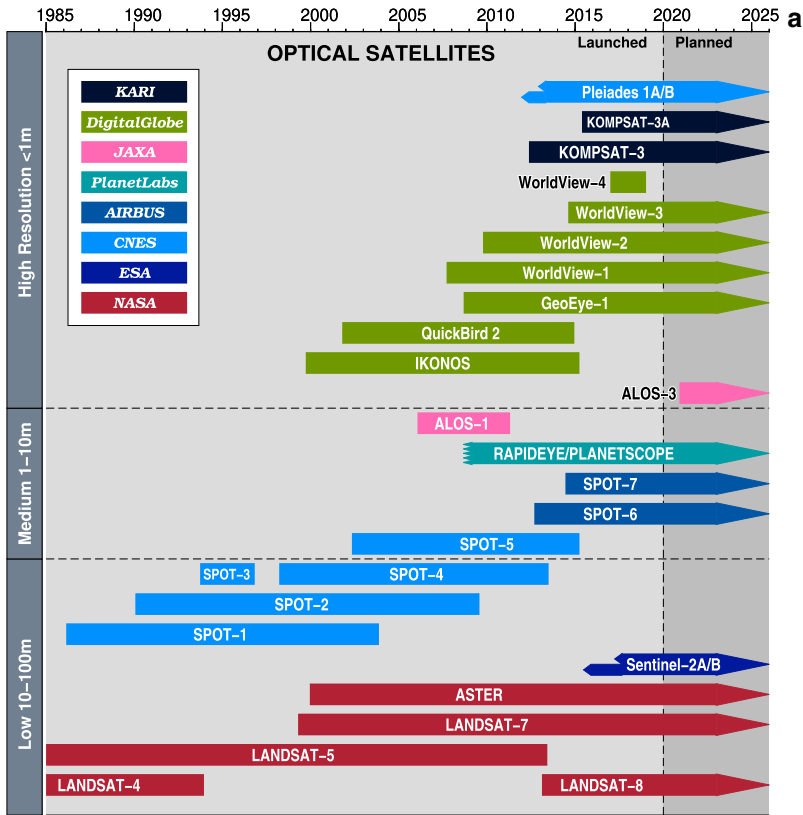 1985 1990 1995 2000 2005 2010 2015 2020 2025
a
OPTICAL SATELLITES
Launched
Planned
High Resolution <1m
KARI
DigitalGlobe
JAXA
PlanetLabs
AIRBUS
CNES
ESA
NASA
Pleiades 1A/B
KOMPSAT−3A
KOMPSAT−3
WorldView−4
WorldView−3
WorldView−2
WorldView−1
GeoEye−1
QuickBird 2
IKONOS
ALOS−3
Medium 1−10m
ALOS−1
RAPIDEYE/PLANETSCOPE
SPOT−7
SPOT−6
SPOT−5
Low 10−100m
SPOT−3 SPOT−4
SPOT−2
SPOT−1
Sentinel−2A/B
ASTER
LANDSAT−7
LANDSAT−5
LANDSAT−4 LANDSAT−8